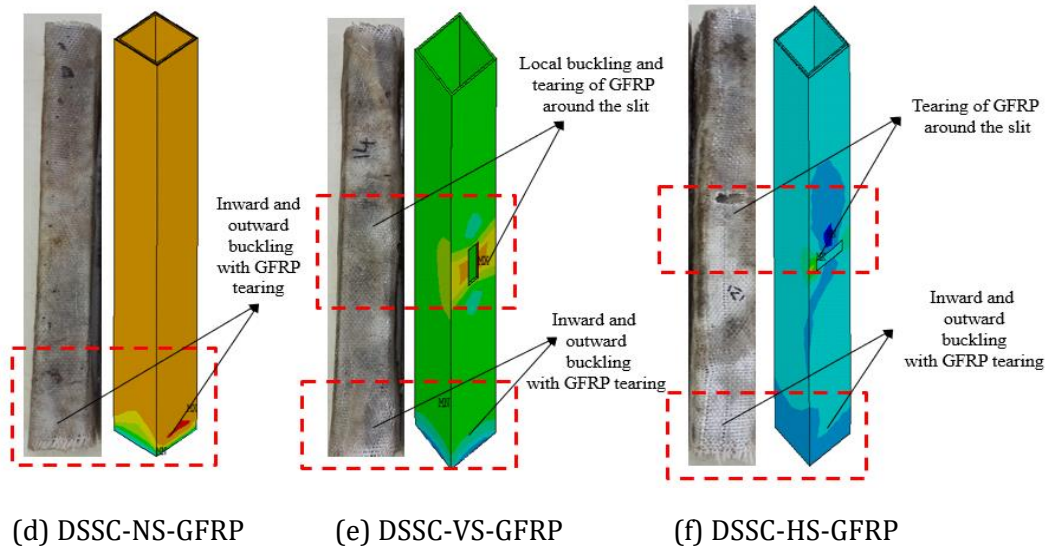 Local buckling and
tearing of GFRP
around the slit
Tearing of GFRP
around the slit
Inward and
outward
buckling
with GFRP
tearing
Inward and
outward
buckling
with GFRP tearing
Inward and
outward
buckling
with GFRP tearing
14
(d) DSSC-NS-GFRP
(e) DSSC-VS-GFRP
(f) DSSC-HS-GFRP